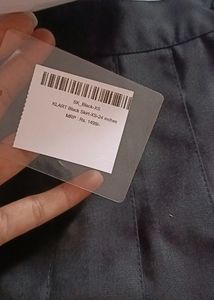 SK_Black-XS
KLART Black Skirt-XS-24 inches
MRP : Rs. 1499/-